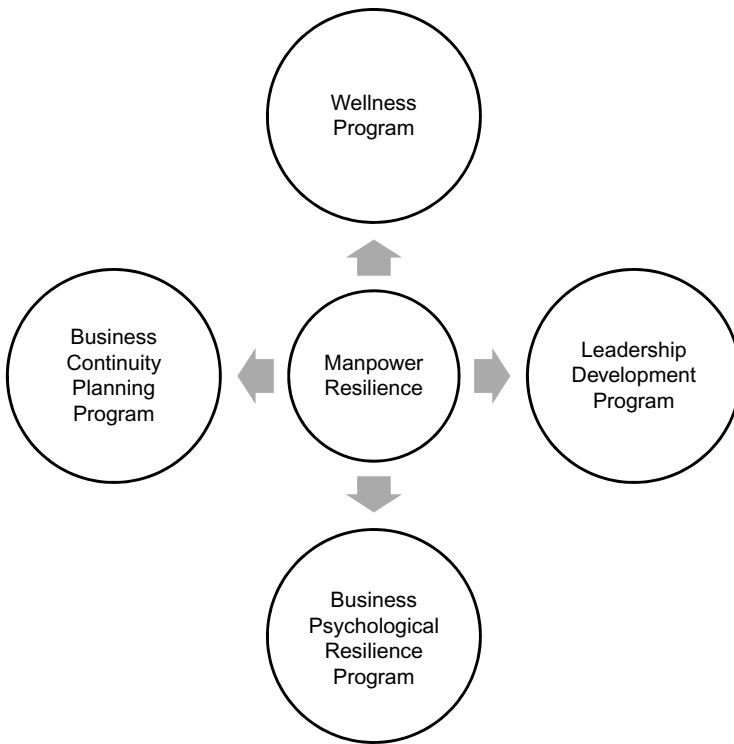 Wellness
Program
Business
Continuity
Planning
Program
Manpower
Resilience
Leadership
Development
Program
Business
Psychological
Resilience
Program